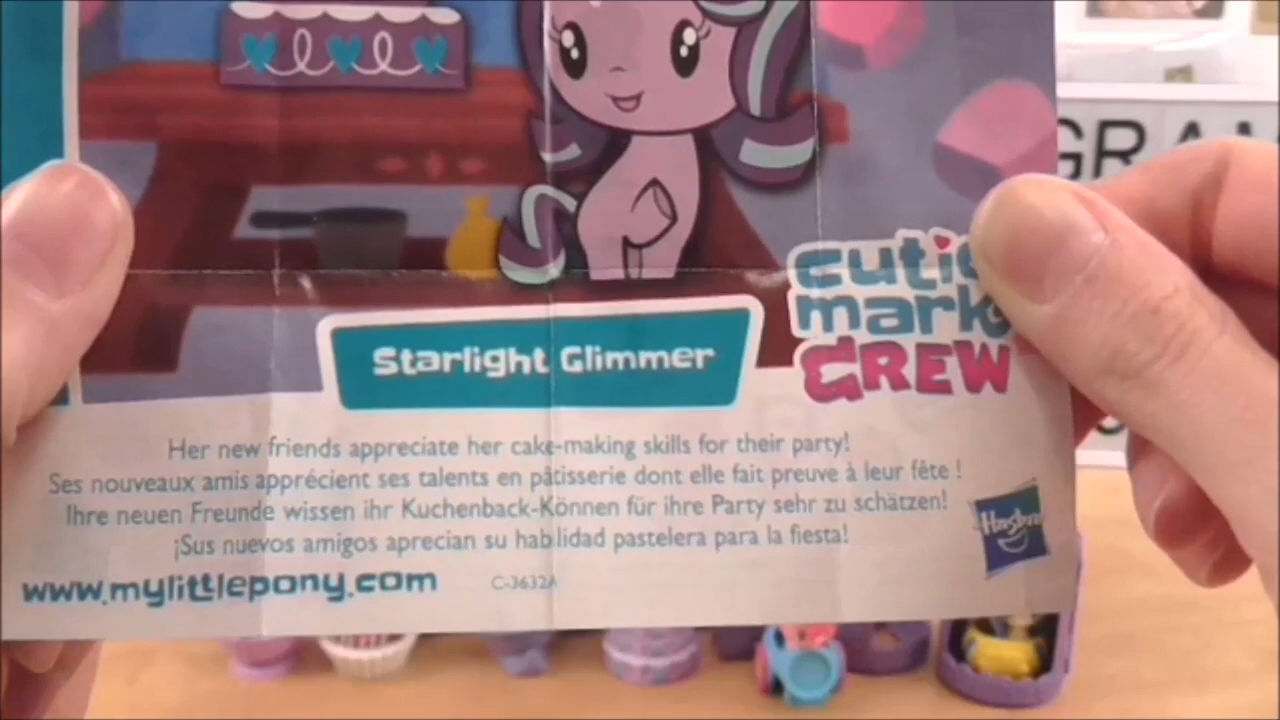 GRA
cutie
mark
CREW
Starlight Glimmer
Her new friends appreciate her cake-making skills for their party!
Ses nouveaux amis apprécient ses talents en pâtisserie dont elle fait preuve à leur fête !
Ihre neuen Freunde wissen ihr Kuchenback-Können für ihre Party sehr zu schätzen!
¡Sus nuevos amigos aprecian su habilidad pastelera para la fiesta!
Hasbro
www.mylittlepony.com C-3632A